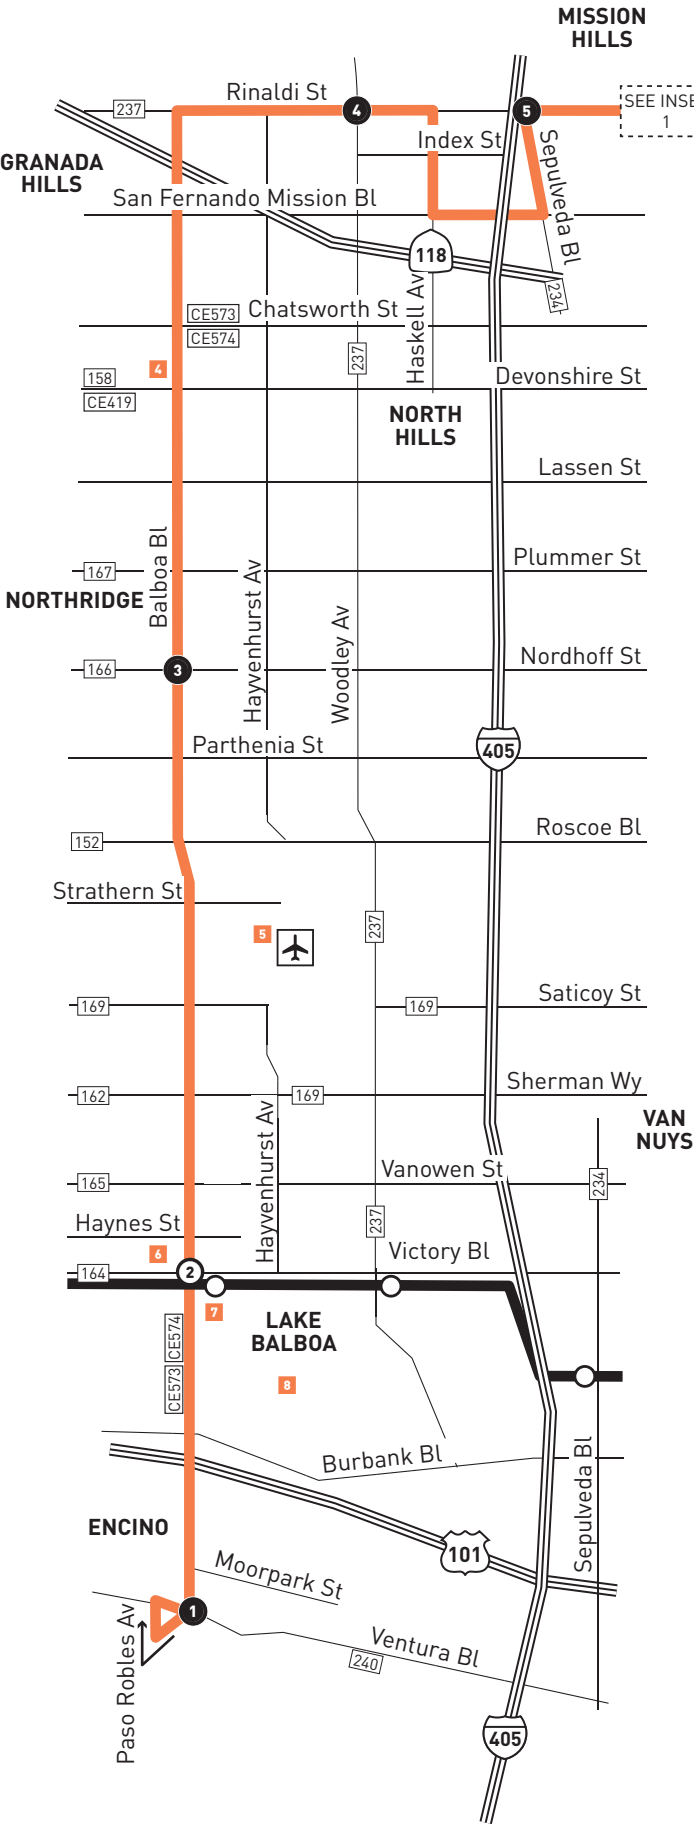 MISSION
HILLS
Rinaldi St
237
4
5
SEE INSE
1
Index St
Sepulveda Bl
GRANADA
HILLS
San Fernando Mission Bl
118
234
CE573
Chatsworth St
CE574
Haskell Av
237
4
158
CE419
Devonshire St
NORTH
HILLS
Lassen St
Balboa Bl
Plummer St
167
Hayvenhurst Av
NORTHRIDGE
Woodley Av
Nordhoff St
166
3
Parthenia St
405
Roscoe Bl
152
Strathern St
237
5
Saticoy St
169
169
Sherman Wy
162
169
VAN
NUYS
Hayvenhurst Av
Vanowen St
165
234
Haynes St
237
Victory Bl
6
164
2
7
LAKE
BALBOA
CE574
CE573
8
Burbank Bl
Sepulveda Bl
ENCINO
101
Moorpark St
1
Paso Robles Av
Ventura Bl
240
405